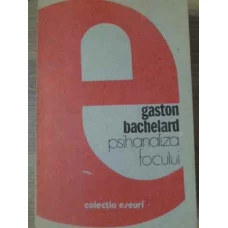 e
gaston
bachelard
psihanaliza
focului
colecția eseuri